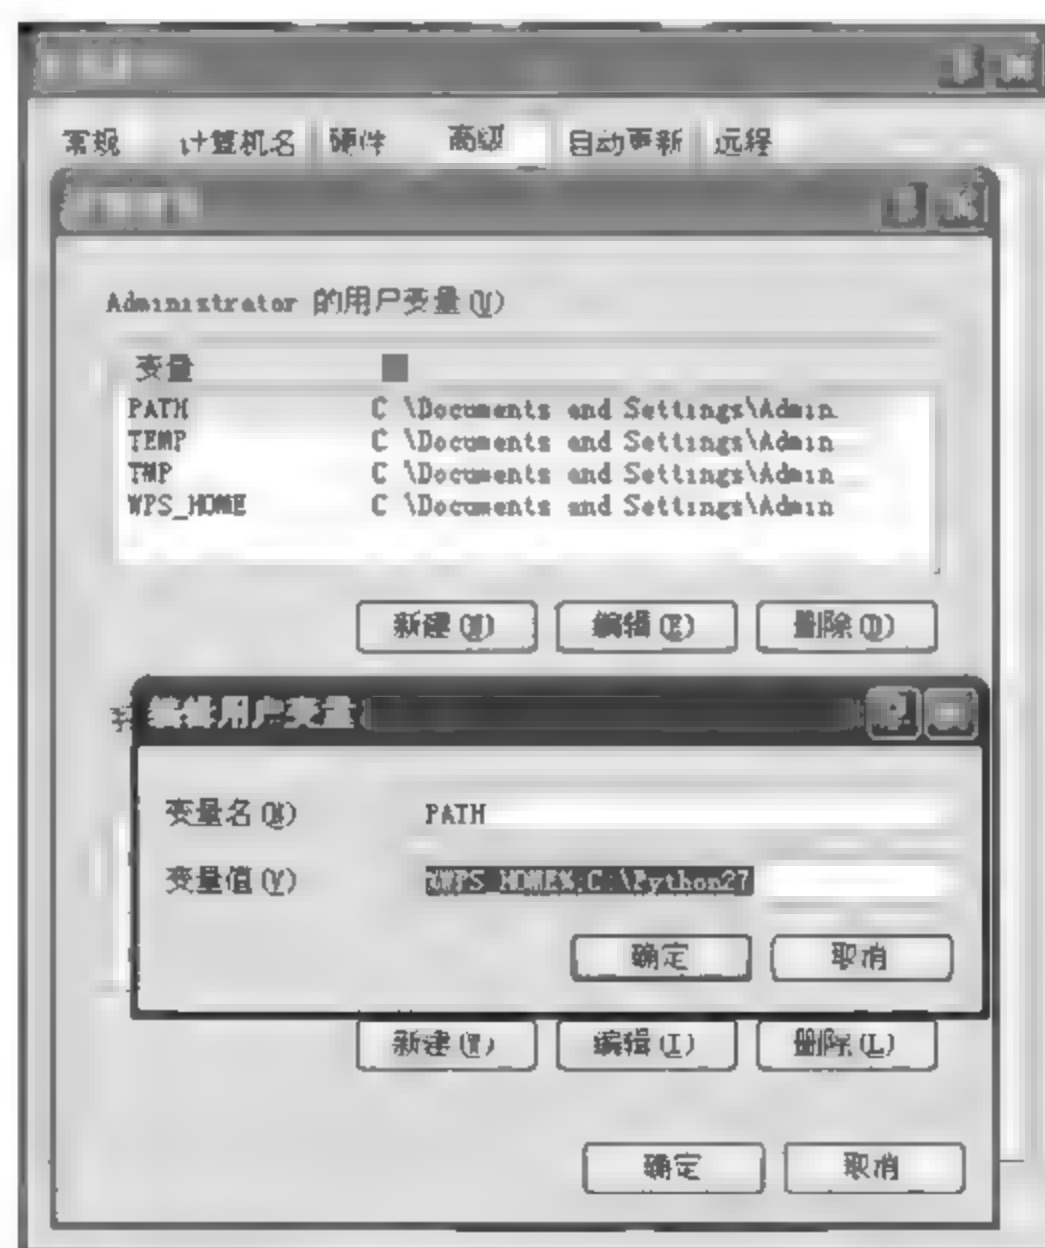 常规 计算机名 硬件 高级 自动更新 远程
Administrator 的用户变量(U)
变量
PATH C \Documents and Settings\Admin
TEMP C \Documents and Settings\Admin
TMP C \Documents and Settings\Admin
WPS_HOME C \Documents and Settings\Admin
新建(N) 编辑(E) 删除(D)
编辑用户变量
变量名(N) PATH
变量值(V) %WPS_HOME%;C:\Python27
确定 取消
新建(W) 编辑(I) 删除(L)
确定 取消